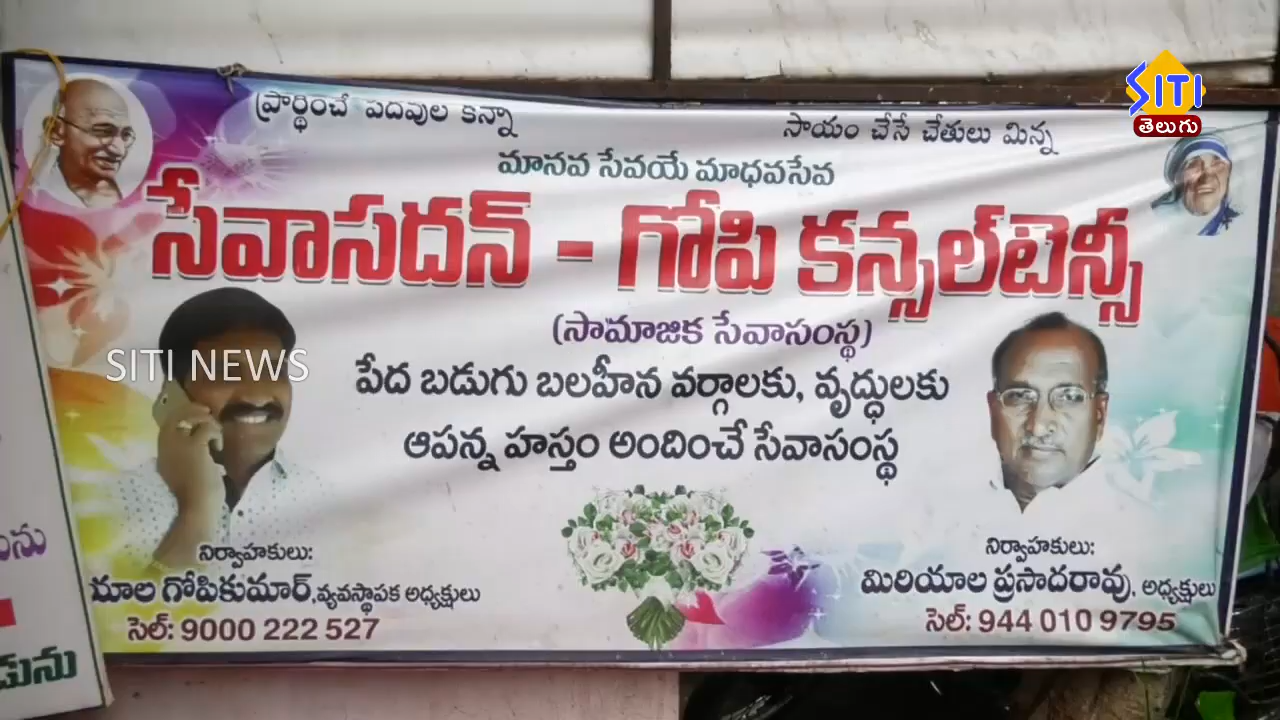 SITI
తెలుగు
ప్రార్థించే పెదవుల కన్నా
సాయం చేసే చేతులు మిన్న
మానవ సేవయే మాధవసేవ
సేవాసదన్ - గోపి కన్సల్‌టెన్సీ
(సామాజిక సేవాసంస్థ)
SITI NEWS
పేద బడుగు బలహీన వర్గాలకు, వృద్ధులకు
ఆపన్న హస్తం అందించే సేవాసంస్థ
నిర్వాహకులు:
గోపికుమార్,వ్యవస్థాపక అధ్యక్షులు
సెల్: 9000 222 527
నిర్వాహకులు:
మిరియాల ప్రసాదరావు, అధ్యక్షులు
సెల్: 944 010 9795